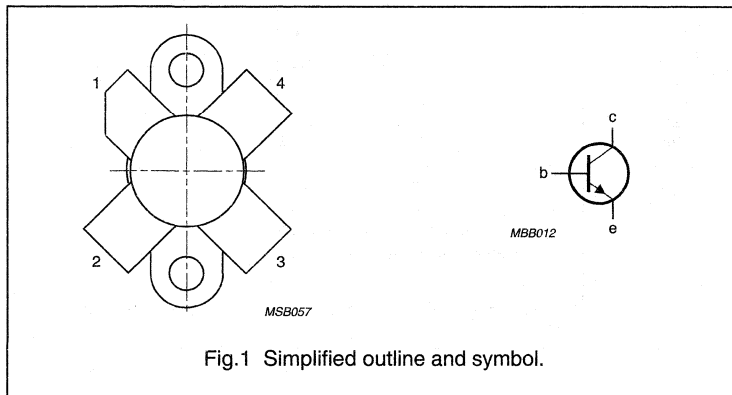 1
4
c
b
e
MBB012
2
3
MSB057
Fig.1 Simplified outline and symbol.